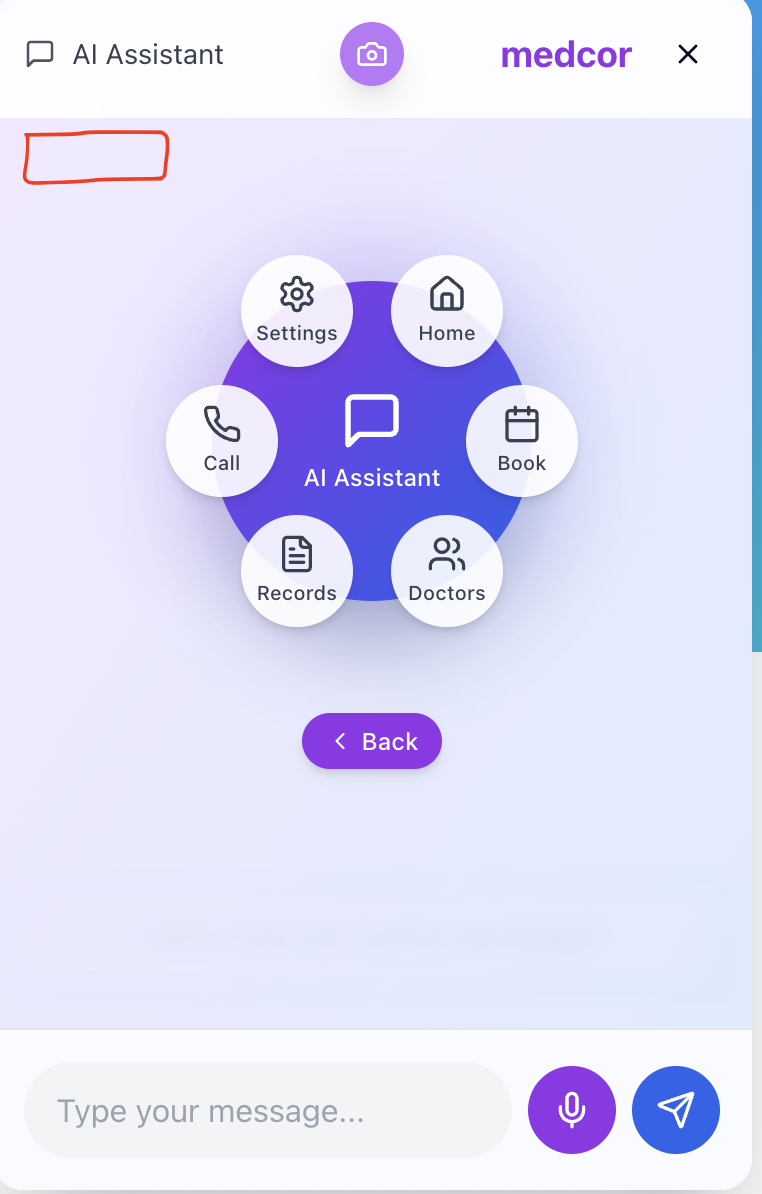 AI Assistant
medcor
Settings
Home
Call
AI Assistant
Book
Records
Doctors
Back
Type your message...